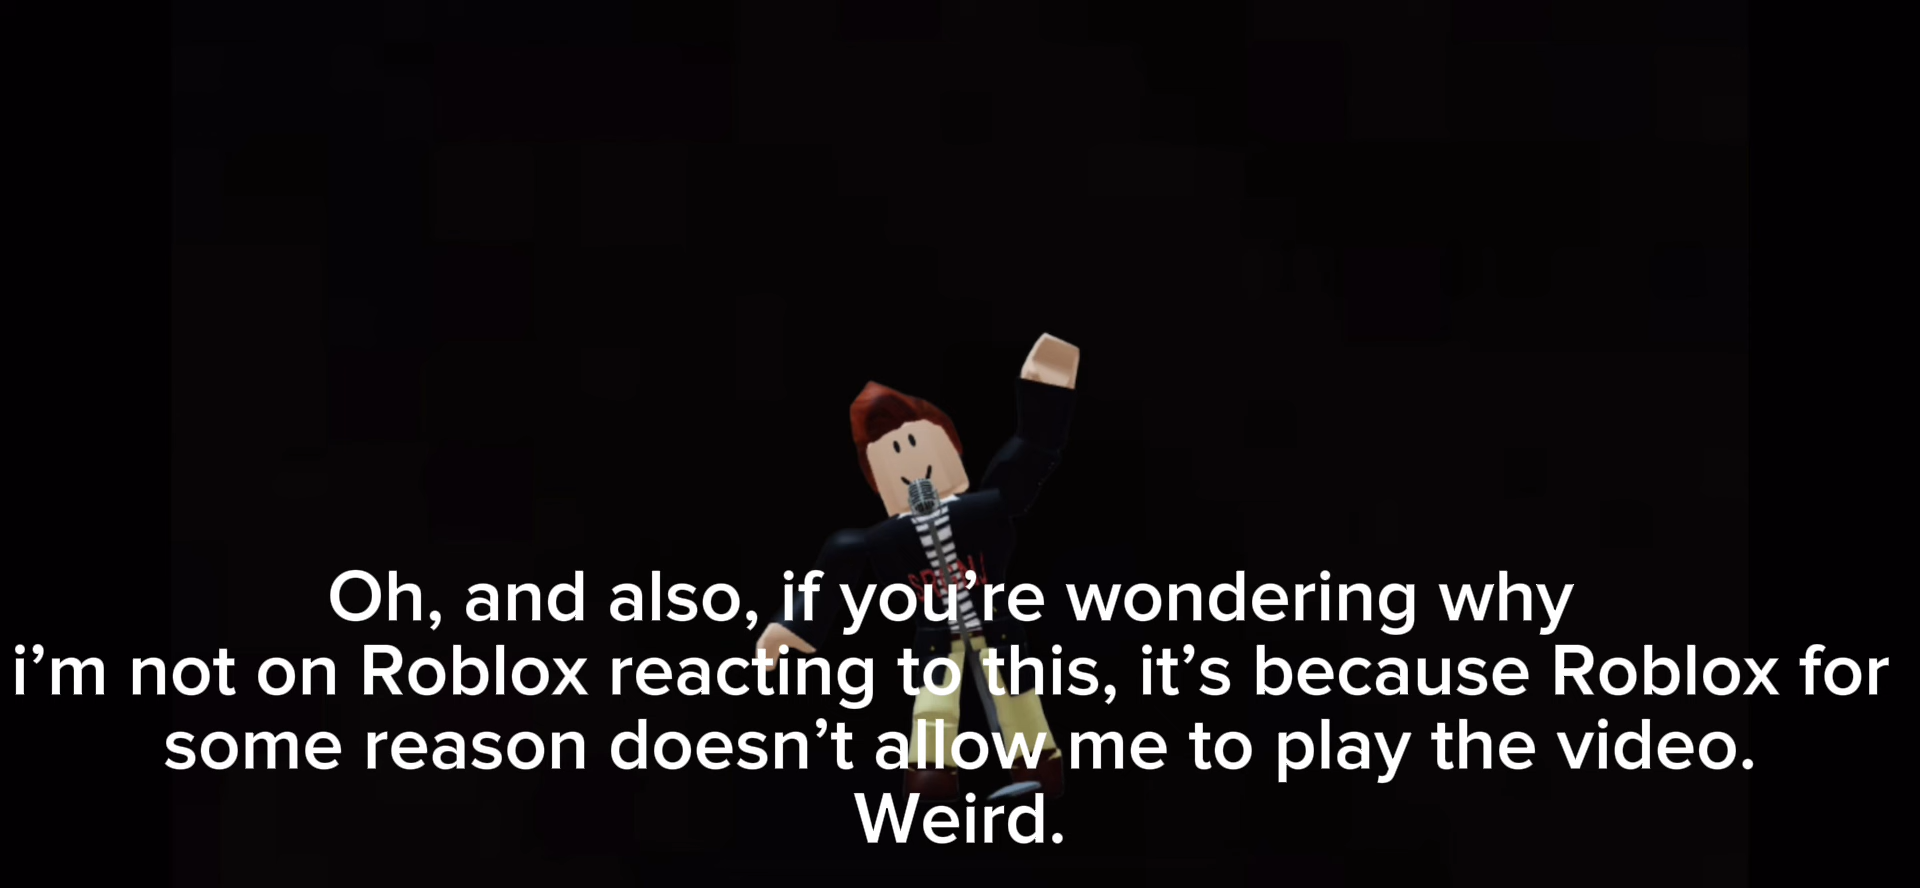 Oh, and also, if you're wondering why
i'm not on Roblox reacting to this, it's because Roblox for
some reason doesn't allow me to play the video.
Weird.